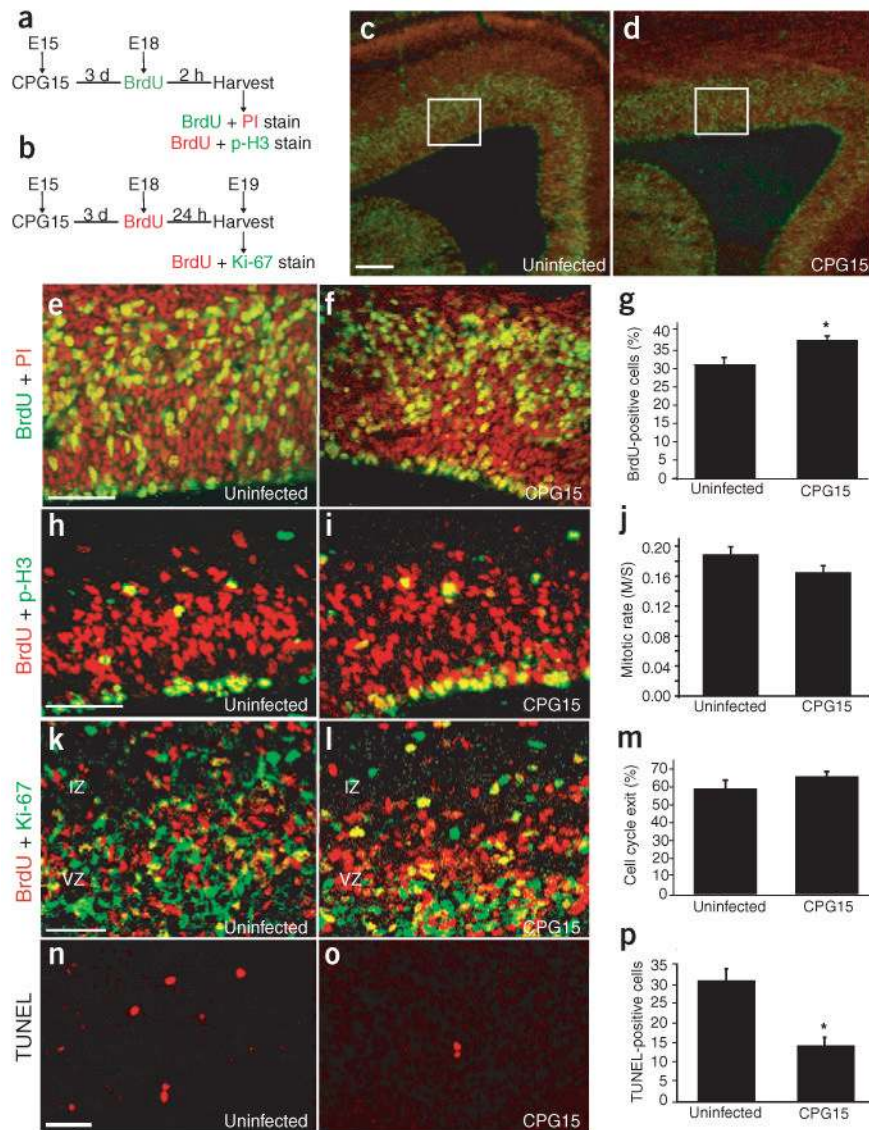 a
E15
E18
CPG15 3 d BrdU 2 h Harvest
BrdU + PI stain
BrdU + p-H3 stain
b
E15
E18
E19
CPG15 3 d BrdU 24 h Harvest
BrdU + Ki-67 stain
c
Uninfected
d
CPG15
BrdU + PI
e
Uninfected
f
CPG15
g
BrdU-positive cells (%)
40
35
30
25
20
15
10
5
0
*
Uninfected
CPG15
BrdU + p-H3
h
Uninfected
i
CPG15
j
Mitotic rate (M/S)
0.20
0.16
0.12
0.08
0.04
0.00
Uninfected
CPG15
BrdU + Ki-67
k
IZ
VZ
Uninfected
l
IZ
VZ
CPG15
m
Cell cycle exit (%)
70
60
50
40
30
20
10
0
Uninfected
CPG15
TUNEL
n
Uninfected
o
CPG15
p
TUNEL-positive cells
35
30
25
20
15
10
5
0
*
Uninfected
CPG15